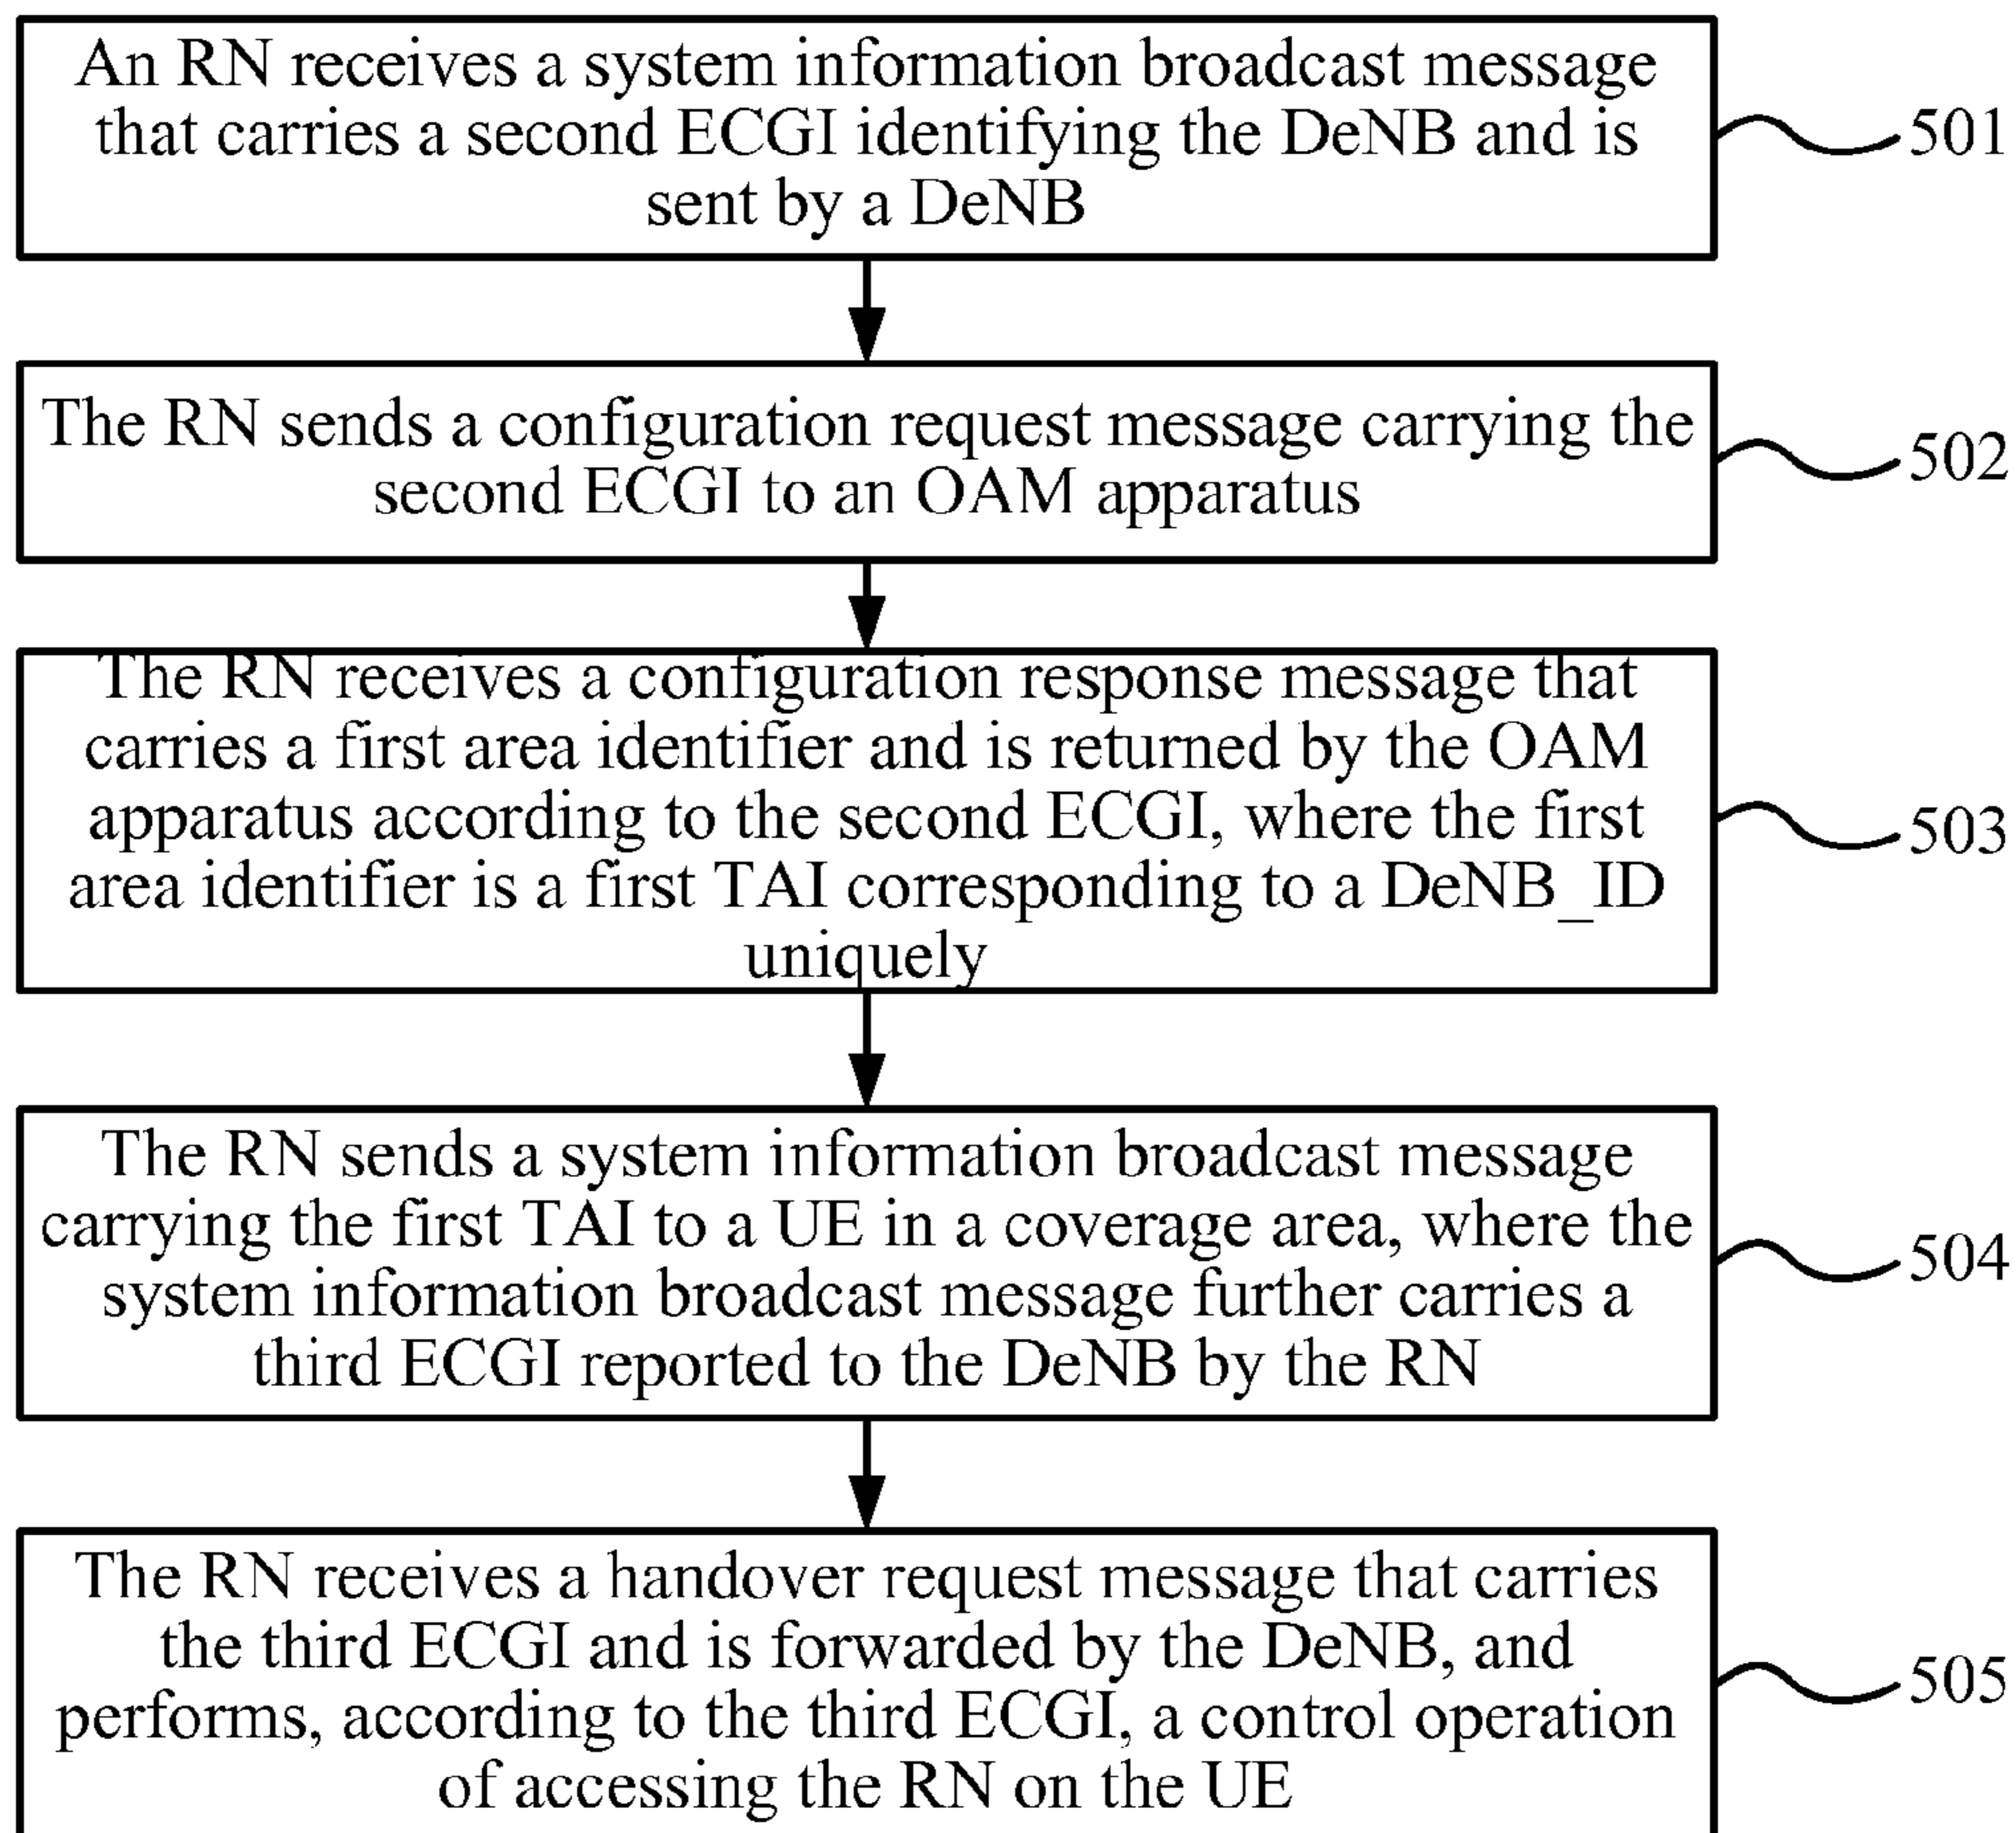 An RN receives a system information broadcast message
that carries a second ECGI identifying the DeNB and is
sent by a DeNB
501
The RN sends a configuration request message carrying the
second ECGI to an OAM apparatus
502
The RN receives a configuration response message that
carries a first area identifier and is returned by the OAM
apparatus according to the second ECGI, where the first
area identifier is a first TAI corresponding to a DeNB_ID
uniquely
503
The RN sends a system information broadcast message
carrying the first TAI to a UE in a coverage area, where the
system information broadcast message further carries a
third ECGI reported to the DeNB by the RN
504
The RN receives a handover request message that carries
the third ECGI and is forwarded by the DeNB, and
performs, according to the third ECGI, a control operation
of accessing the RN on the UE
505